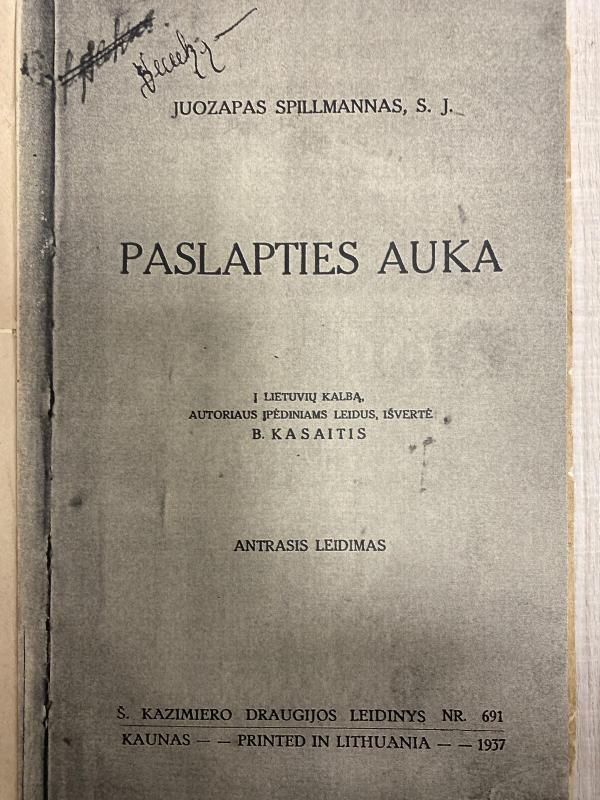 JUOZAPAS SPILLMANNAS, S. J.
PASLAPTIES AUKA
Į LIETUVIŲ KALBĄ,
AUTORIAUS ĮPĖDINIAMS LEIDUS, IŠVERTĖ
B. KASAITIS
ANTRASIS LEIDIMAS
Š. KAZIMIERO DRAUGIJOS LEIDINYS NR. 691
KAUNAS — — PRINTED IN LITHUANIA — — 1937